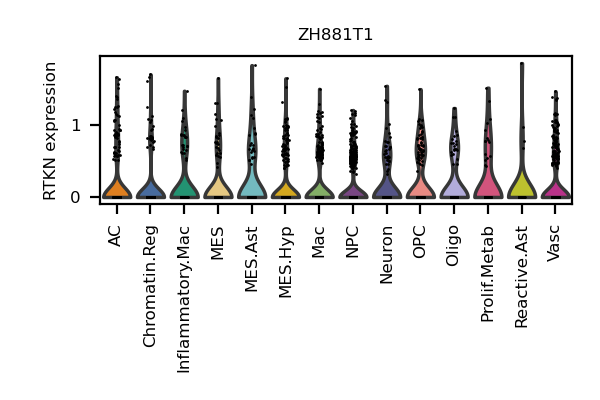 ZH881T1
RTKN expression
1
0
AC
Chromatin.Reg
Inflammatory.Mac
MES
MES.Ast
MES.Hyp
Mac
NPC
Neuron
OPC
Oligo
Prolif.Metab
Reactive.Ast
Vasc